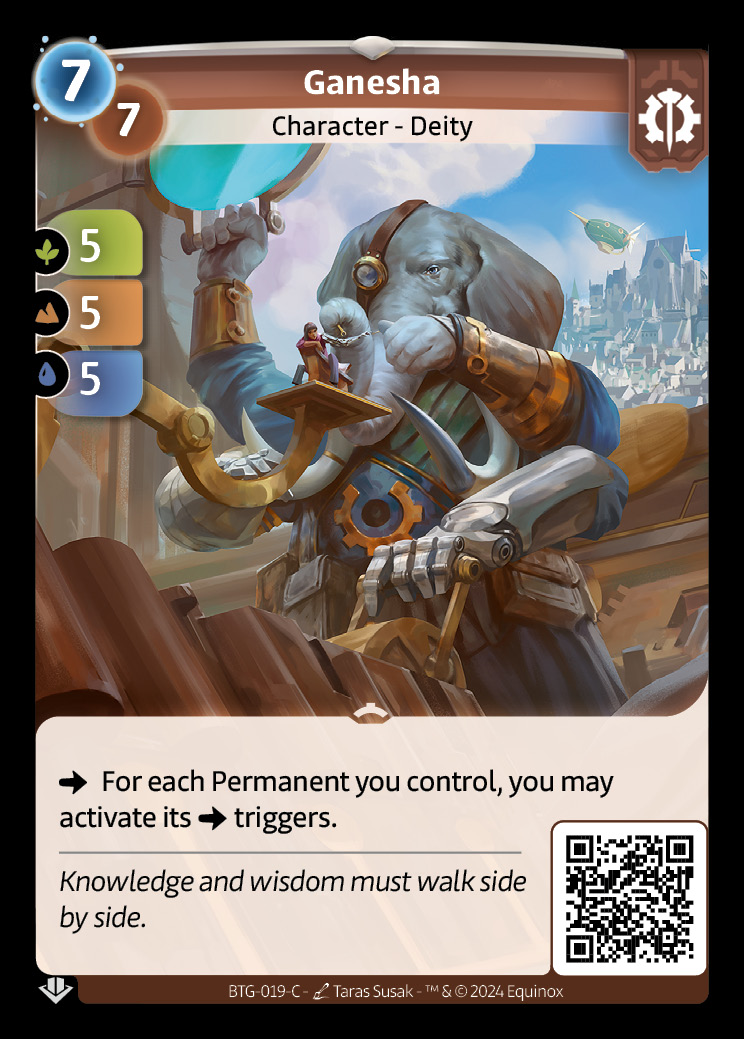 7
7
Ganesha
Character - Deity
5
5
5
For each Permanent you control, you may
activate its triggers.
Knowledge and wisdom must walk side
by side.
BTG-019-C - Taras Susak - ™ & © 2024 Equinox